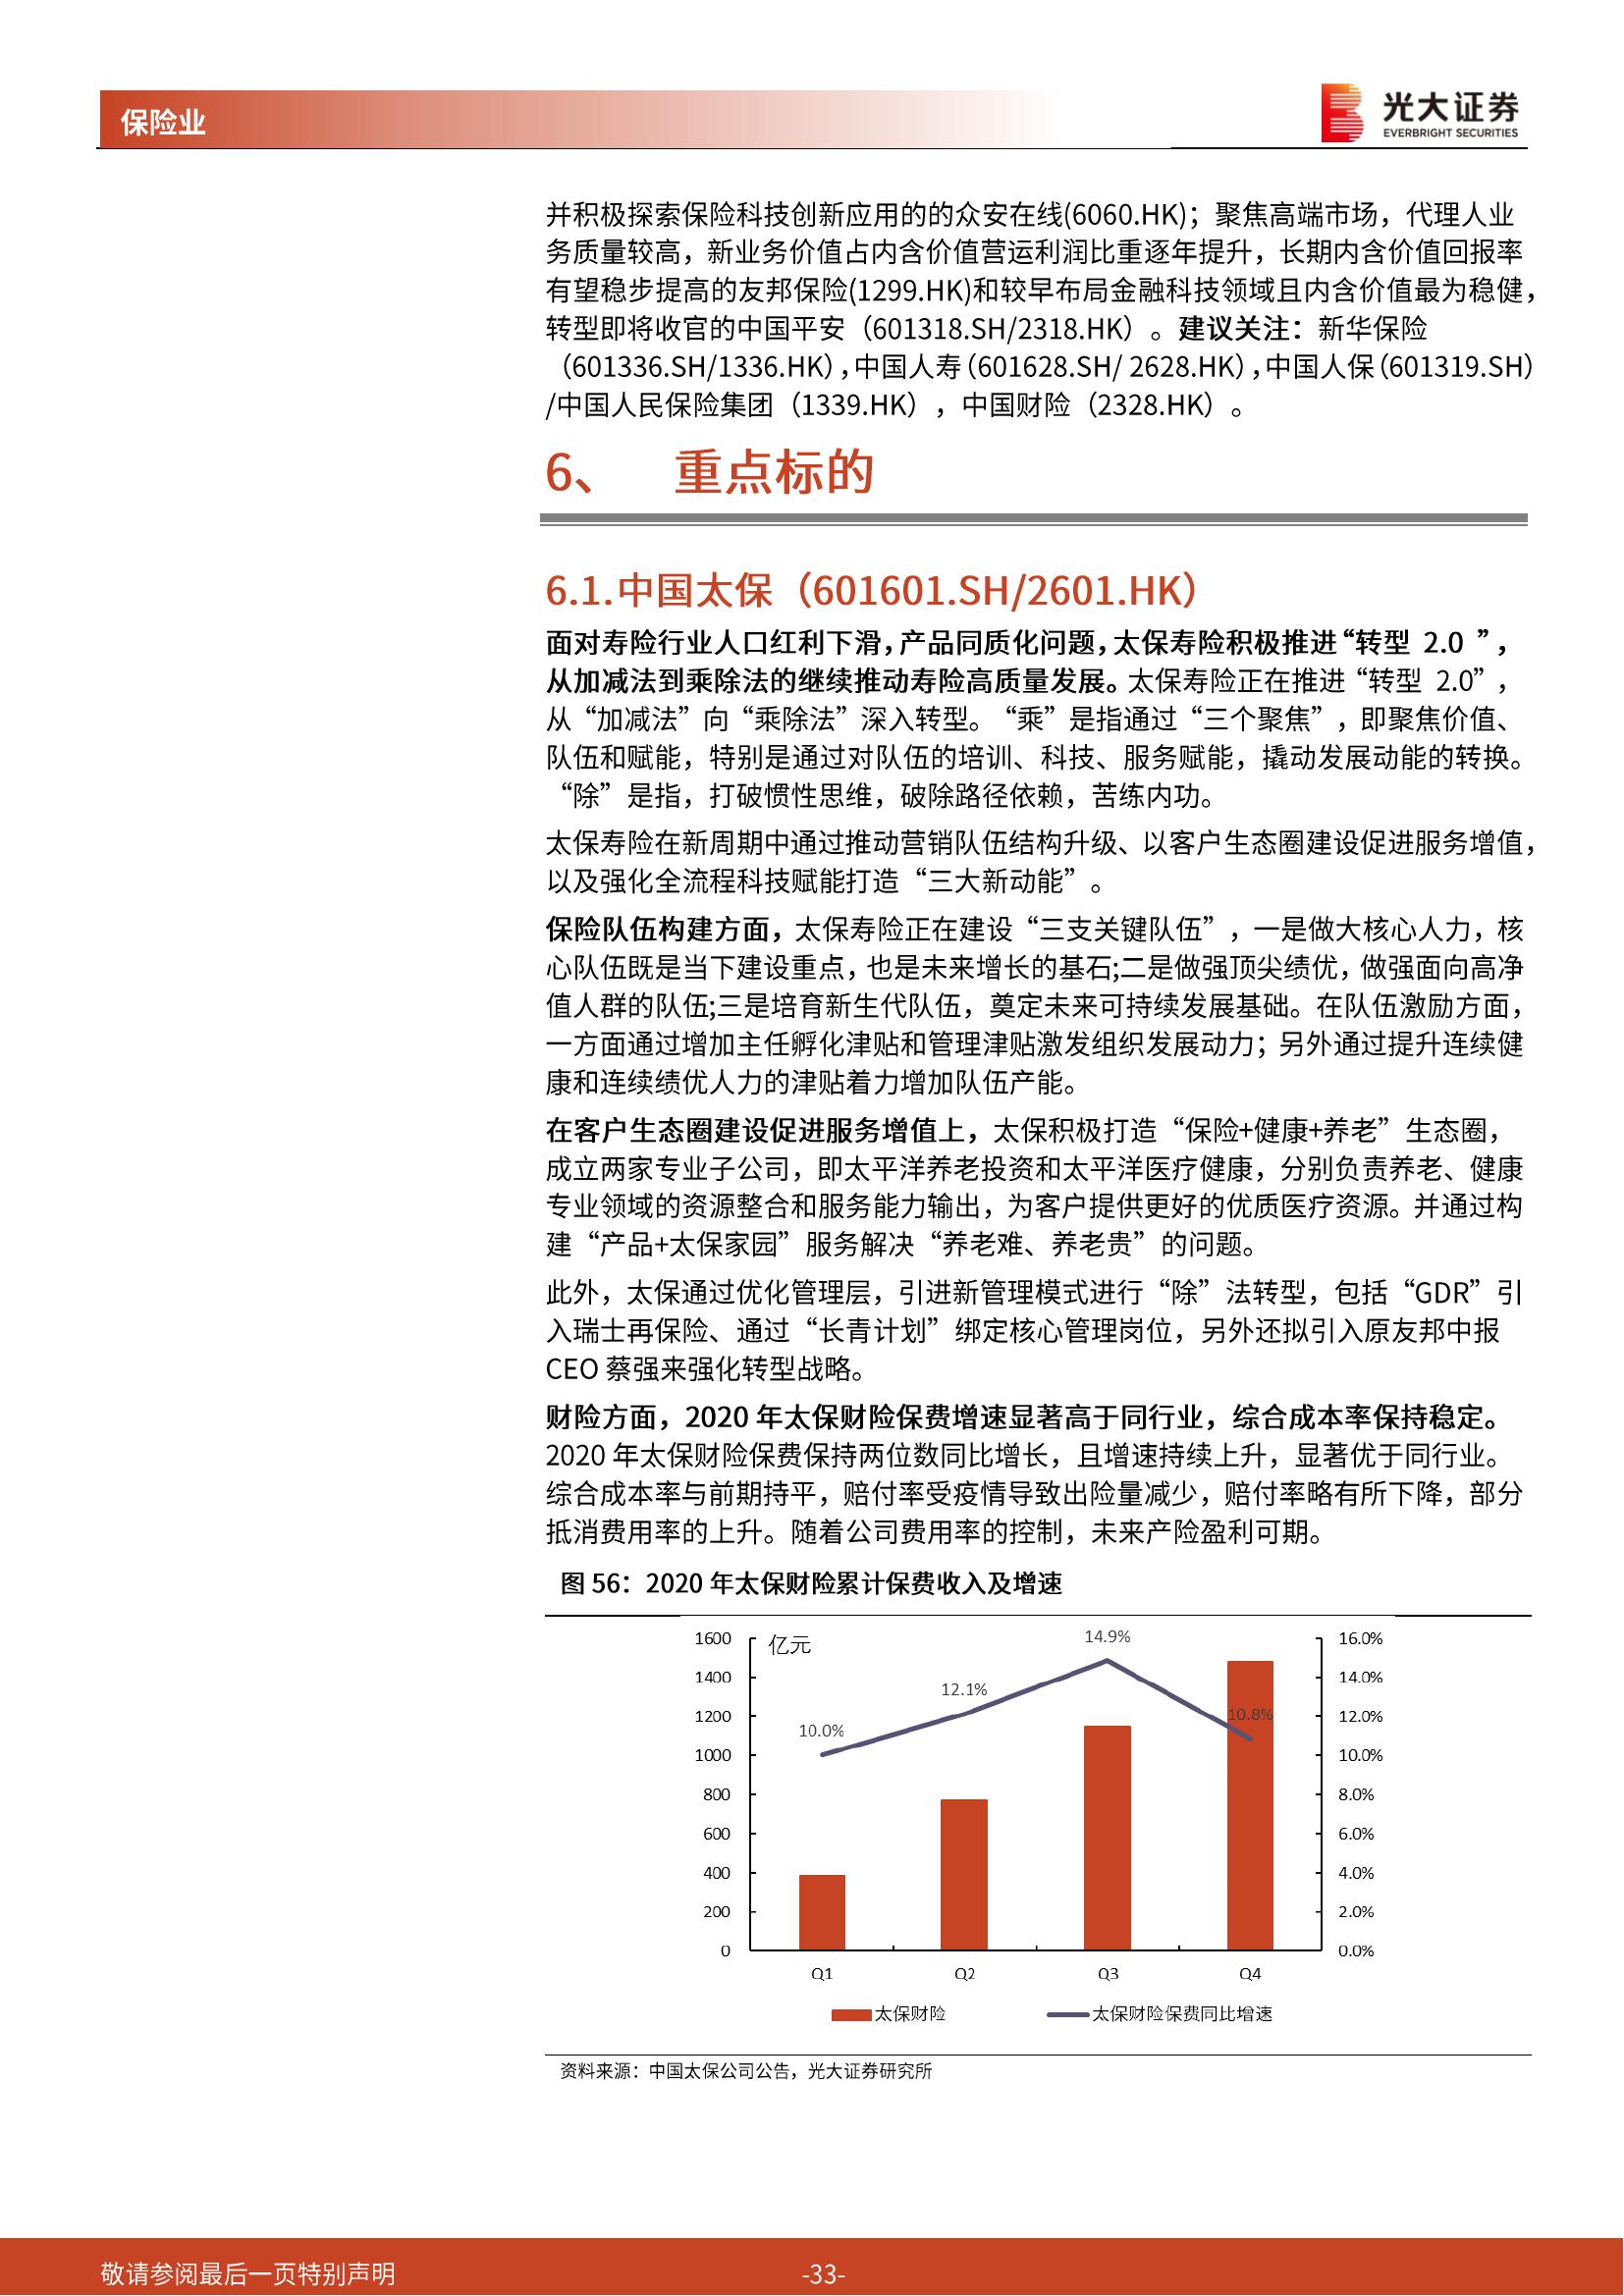 保险业
光大证券
EVERBRIGHT SECURITIES
并积极探索保险科技创新应用的的众安在线(6060.HK)；聚焦高端市场，代理人业
务质量较高，新业务价值占内含价值营运利润比重逐年提升，长期内含价值回报率
有望稳步提高的友邦保险(1299.HK)和较早布局金融科技领域且内含价值最为稳健，
转型即将收官的中国平安（601318.SH/2318.HK）。建议关注：新华保险
（601336.SH/1336.HK），中国人寿（601628.SH/ 2628.HK），中国人保（601319.SH）
/中国人民保险集团（1339.HK），中国财险（2328.HK）。
6、 重点标的
6.1.中国太保（601601.SH/2601.HK）
面对寿险行业人口红利下滑，产品同质化问题，太保寿险积极推进“转型 2.0 ”，
从加减法到乘除法的继续推动寿险高质量发展。太保寿险正在推进“转型 2.0”，
从“加减法”向“乘除法”深入转型。“乘”是指通过“三个聚焦”，即聚焦价值、
队伍和赋能，特别是通过对队伍的培训、科技、服务赋能，撬动发展动能的转换。
“除”是指，打破惯性思维，破除路径依赖，苦练内功。
太保寿险在新周期中通过推动营销队伍结构升级、以客户生态圈建设促进服务增值，
以及强化全流程科技赋能打造“三大新动能”。
保险队伍构建方面，太保寿险正在建设“三支关键队伍”，一是做大核心人力，核
心队伍既是当下建设重点，也是未来增长的基石;二是做强顶尖绩优，做强面向高净
值人群的队伍;三是培育新生代队伍，奠定未来可持续发展基础。在队伍激励方面，
一方面通过增加主任孵化津贴和管理津贴激发组织发展动力；另外通过提升连续健
康和连续绩优人力的津贴着力增加队伍产能。
在客户生态圈建设促进服务增值上，太保积极打造“保险+健康+养老”生态圈，
成立两家专业子公司，即太平洋养老投资和太平洋医疗健康，分别负责养老、健康
专业领域的资源整合和服务能力输出，为客户提供更好的优质医疗资源。并通过构
建“产品+太保家园”服务解决“养老难、养老贵”的问题。
此外，太保通过优化管理层，引进新管理模式进行“除”法转型，包括“GDR”引
入瑞士再保险、通过“长青计划”绑定核心管理岗位，另外还拟引入原友邦中报
CEO 蔡强来强化转型战略。
财险方面，2020 年太保财险保费增速显著高于同行业，综合成本率保持稳定。
2020 年太保财险保费保持两位数同比增长，且增速持续上升，显著优于同行业。
综合成本率与前期持平，赔付率受疫情导致出险量减少，赔付率略有所下降，部分
抵消费用率的上升。随着公司费用率的控制，未来产险盈利可期。
图 56：2020 年太保财险累计保费收入及增速
亿元
1600
1400
1200
1000
800
600
400
200
0
10.0%
12.1%
14.9%
10.8%
16.0%
14.0%
12.0%
10.0%
8.0%
6.0%
4.0%
2.0%
0.0%
Q1 Q2 Q3 Q4
太保财险 太保财险保费同比增速
资料来源：中国太保公司公告，光大证券研究所
敬请参阅最后一页特别声明 -33-